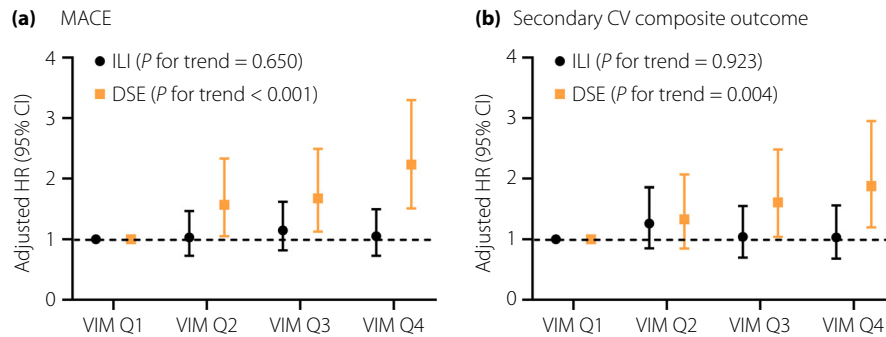 (a) MACE
4
3
2
1
0
Adjusted HR (95% CI)
ILI (P for trend = 0.650)
DSE (P for trend < 0.001)
VIM Q1 VIM Q2 VIM Q3 VIM Q4
(b) Secondary CV composite outcome
4
3
2
1
0
Adjusted HR (95% CI)
ILI (P for trend = 0.923)
DSE (P for trend = 0.004)
VIM Q1 VIM Q2 VIM Q3 VIM Q4